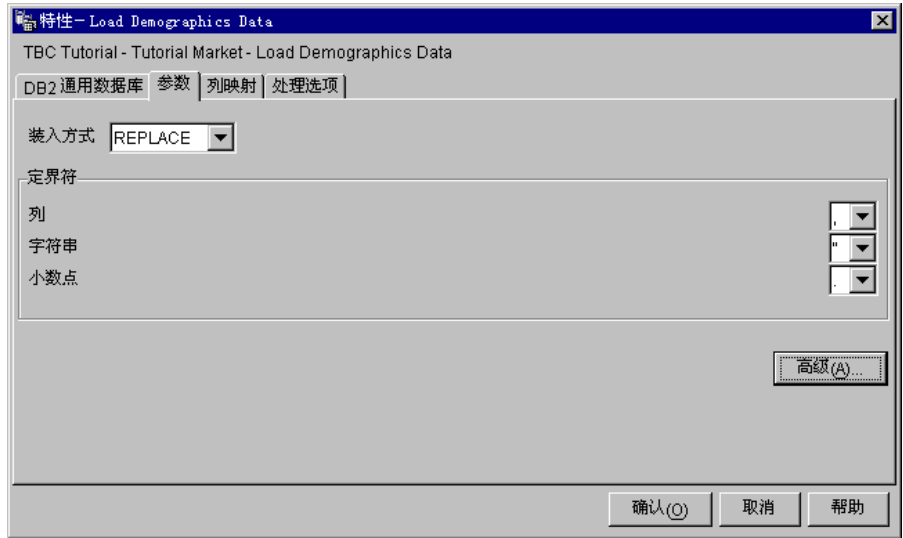 特性－Load Demographics Data
TBC Tutorial - Tutorial Market - Load Demographics Data
DB2 通用数据库 参数 列映射 处理选项
装入方式 REPLACE
定界符
列 ,
字符串 "
小数点 .
高级(A)...
确认(O) 取消 帮助